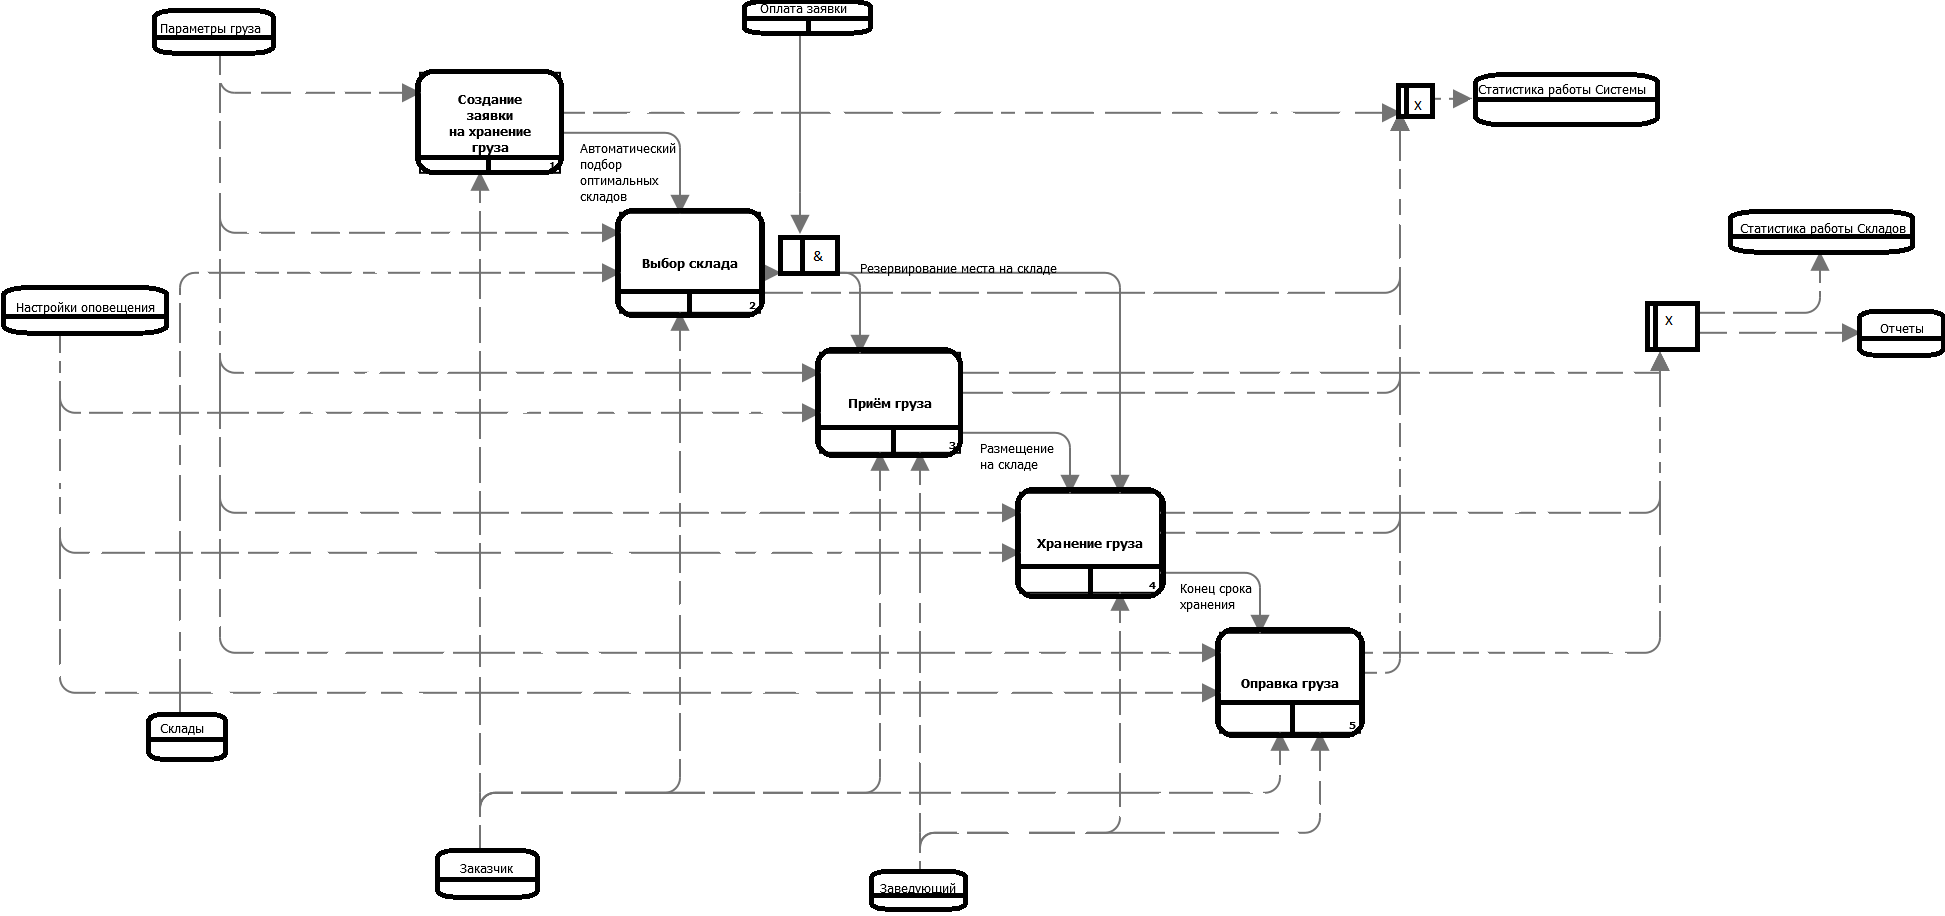 Оплата заявки
Параметры груза
Статистика работы Системы
X
Создание
заявки
на хранение
груза
1
Автоматический
подбор
оптимальных
складов
Статистика работы Складов
&
Выбор склада
2
Резервирование места на складе
Настройки оповещения
X
Отчеты
Приём груза
3
Размещение
на складе
Хранение груза
4
Конец срока
хранения
Оправка груза
5
Склады
Заказчик
Заведующий